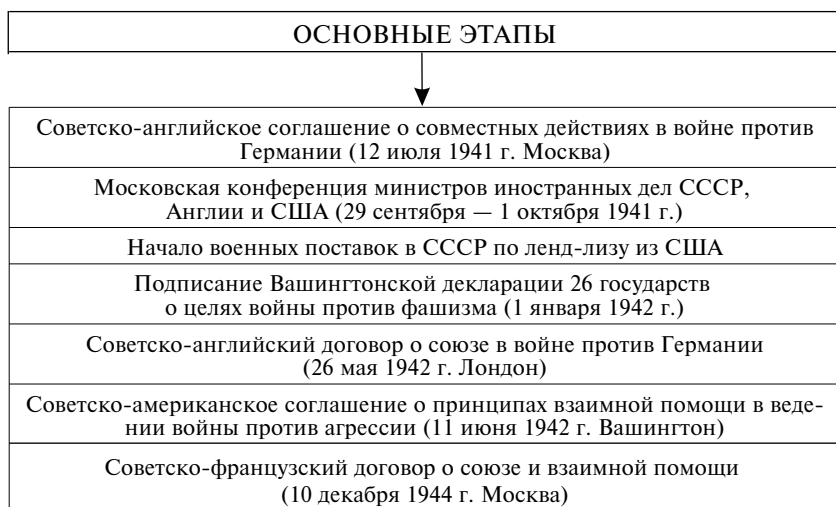 ОСНОВНЫЕ ЭТАПЫ
Советско-английское соглашение о совместных действиях в войне против
Германии (12 июля 1941 г. Москва)
Московская конференция министров иностранных дел СССР,
Англии и США (29 сентября — 1 октября 1941 г.)
Начало военных поставок в СССР по ленд-лизу из США
Подписание Вашингтонской декларации 26 государств
о целях войны против фашизма (1 января 1942 г.)
Советско-английский договор о союзе в войне против Германии
(26 мая 1942 г. Лондон)
Советско-американское соглашение о принципах взаимной помощи в веде-
нии войны против агрессии (11 июня 1942 г. Вашингтон)
Советско-французский договор о союзе и взаимной помощи
(10 декабря 1944 г. Москва)